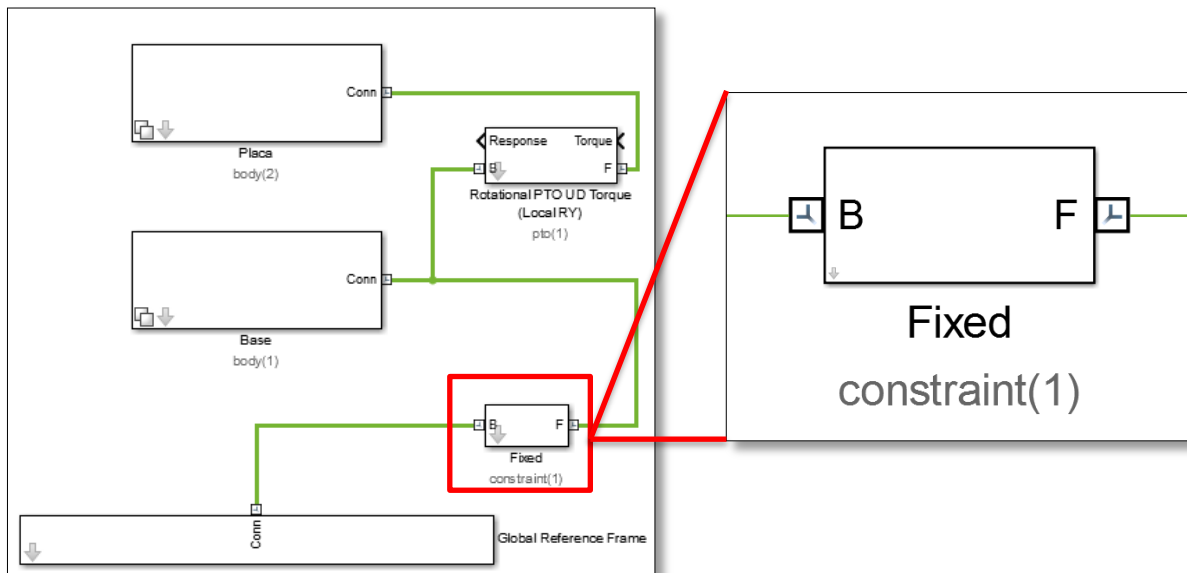 Conn
Placa
body(2)
Response Torque
B F
Rotational PTO UD Torque
(Local RY)
pto(1)
Conn
Base
body(1)
B F
Fixed
constraint(1)
Conn
Global Reference Frame
B F
Fixed
constraint(1)